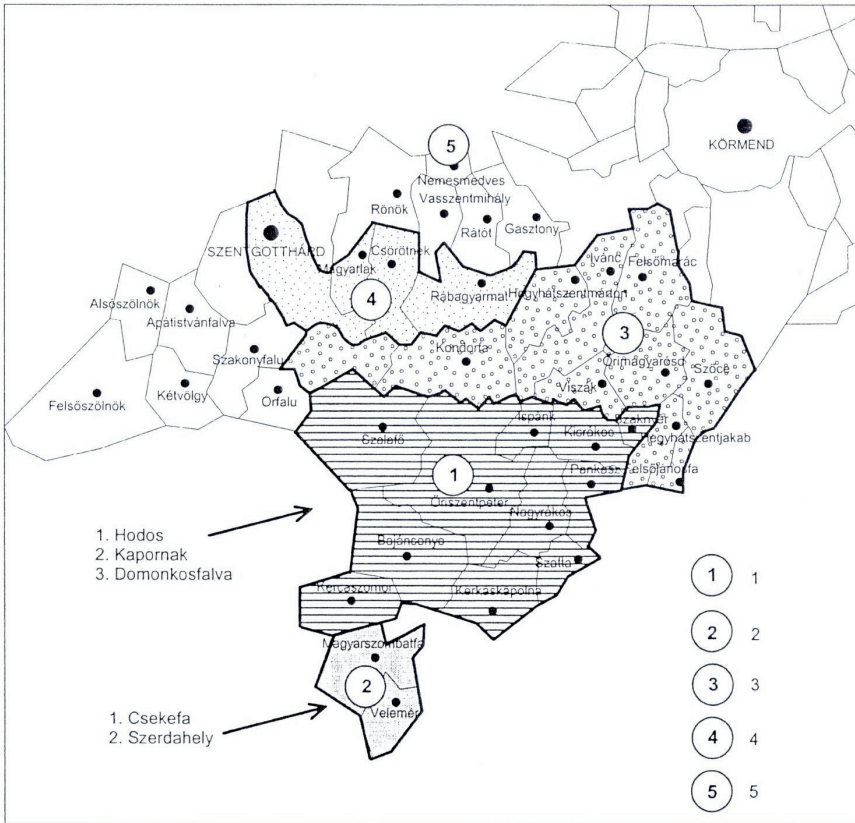 KÖRMEND
5
Nemesmedves
Rönök
Vasszentmihály
Rátót
Gasztony
SZENTGOTTHÁRD
Magyarlak
Csörötnek
Ivánc
Felsőmarác
Alsószölnök
Rábagyarmat
Hegyhátszentmárton
4
Apátistvánfalva
3
Szakonyfalu
Kondorfa
Őrimagyarósd
Szőce
Felsőszölnök
Kétvölgy
Orfalu
Viszák
Ispánk
Szaknyér
Hegyhátszentjakab
Szalafő
Kisrákos
1
Pankasz
Felsőjánosfa
Őriszentpéter
Nagyrákos
1. Hodos
2. Kapornak
3. Domonkosfalva
Bajánsenye
Szatta
1 1
Kercaszomor
Kerkáskápolna
2 2
Magyarszombatfa
2
3 3
Velemér
1. Csekefa
2. Szerdahely
4 4
5 5